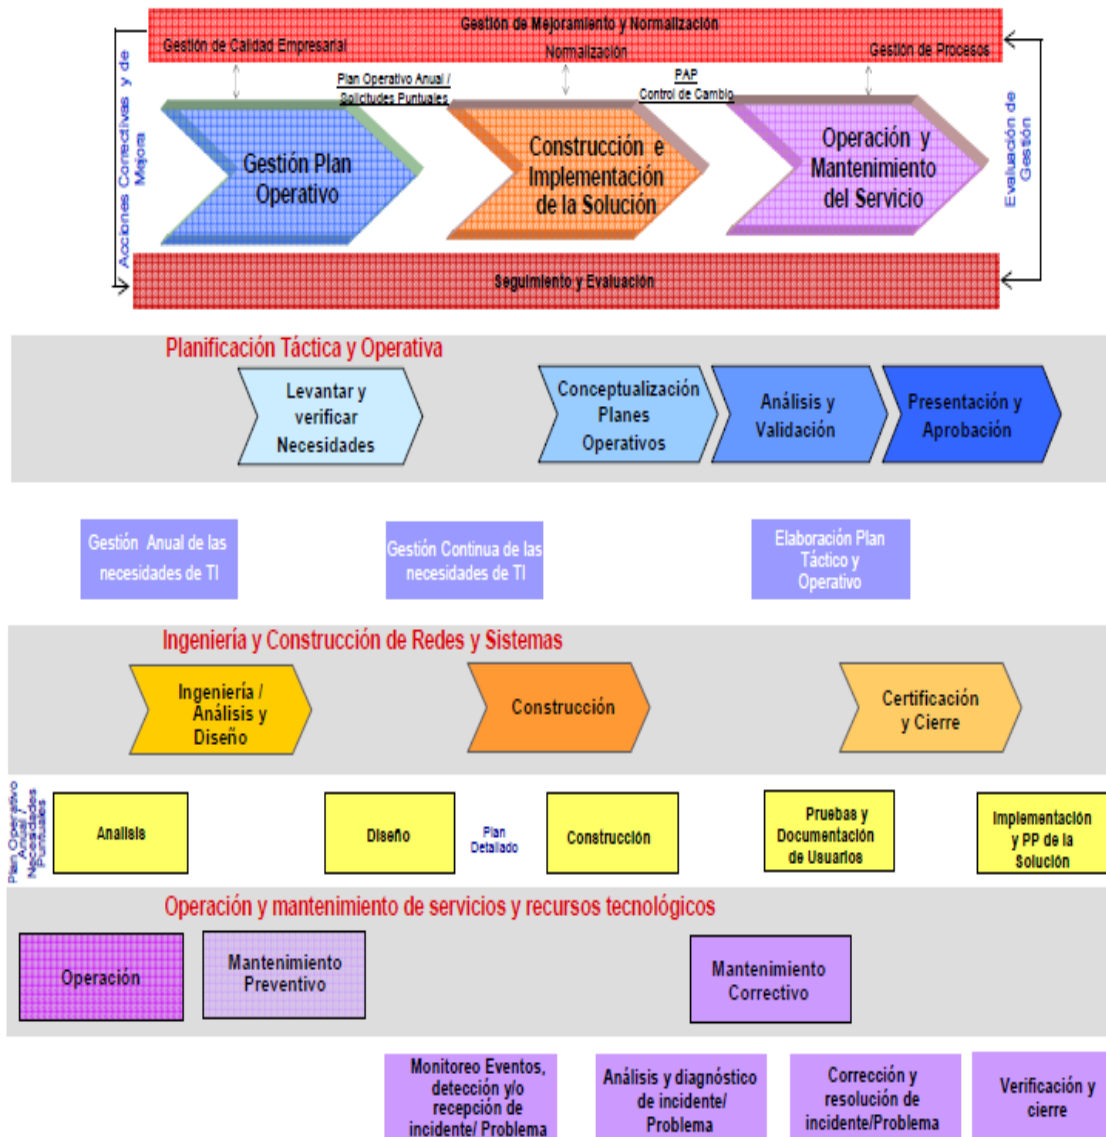 Gestión de Mejoramiento y Normalización
Gestión de Calidad Empresarial
Normalización
Gestión de Procesos
Plan Operativo Anual /
Solicitudes Puntuales
PAP
Control de Cambio
Acciones Correctivas y de
Mejora
Gestión Plan
Operativo
Construcción e
Implementación
de la Solución
Operación y
Mantenimiento
del Servicio
Evaluación de
Gestión
Seguimiento y Evaluación
Planificación Táctica y Operativa
Levantar y
verificar
Necesidades
Conceptualización
Planes
Operativos
Análisis y
Validación
Presentación y
Aprobación
Gestión Anual de las
necesidades de TI
Gestión Continua de las
necesidades de TI
Elaboración Plan
Táctico y
Operativo
Ingeniería y Construcción de Redes y Sistemas
Ingeniería /
Análisis y
Diseño
Construcción
Certificación
y Cierre
Plan Operativo
Anual /
Necesidades
Puntuales
Analisis
Diseño
Plan
Detallado
Construcción
Pruebas y
Documentación
de Usuarios
Implementación
y PP de la
Solución
Operación y mantenimiento de servicios y recursos tecnológicos
Operación
Mantenimiento
Preventivo
Mantenimiento
Correctivo
Monitoreo Eventos,
detección y/o
recepción de
incidente/ Problema
Análisis y diagnóstico
de incidente/
Problema
Corrección y
resolución de
incidente/Problema
Verificación y
cierre